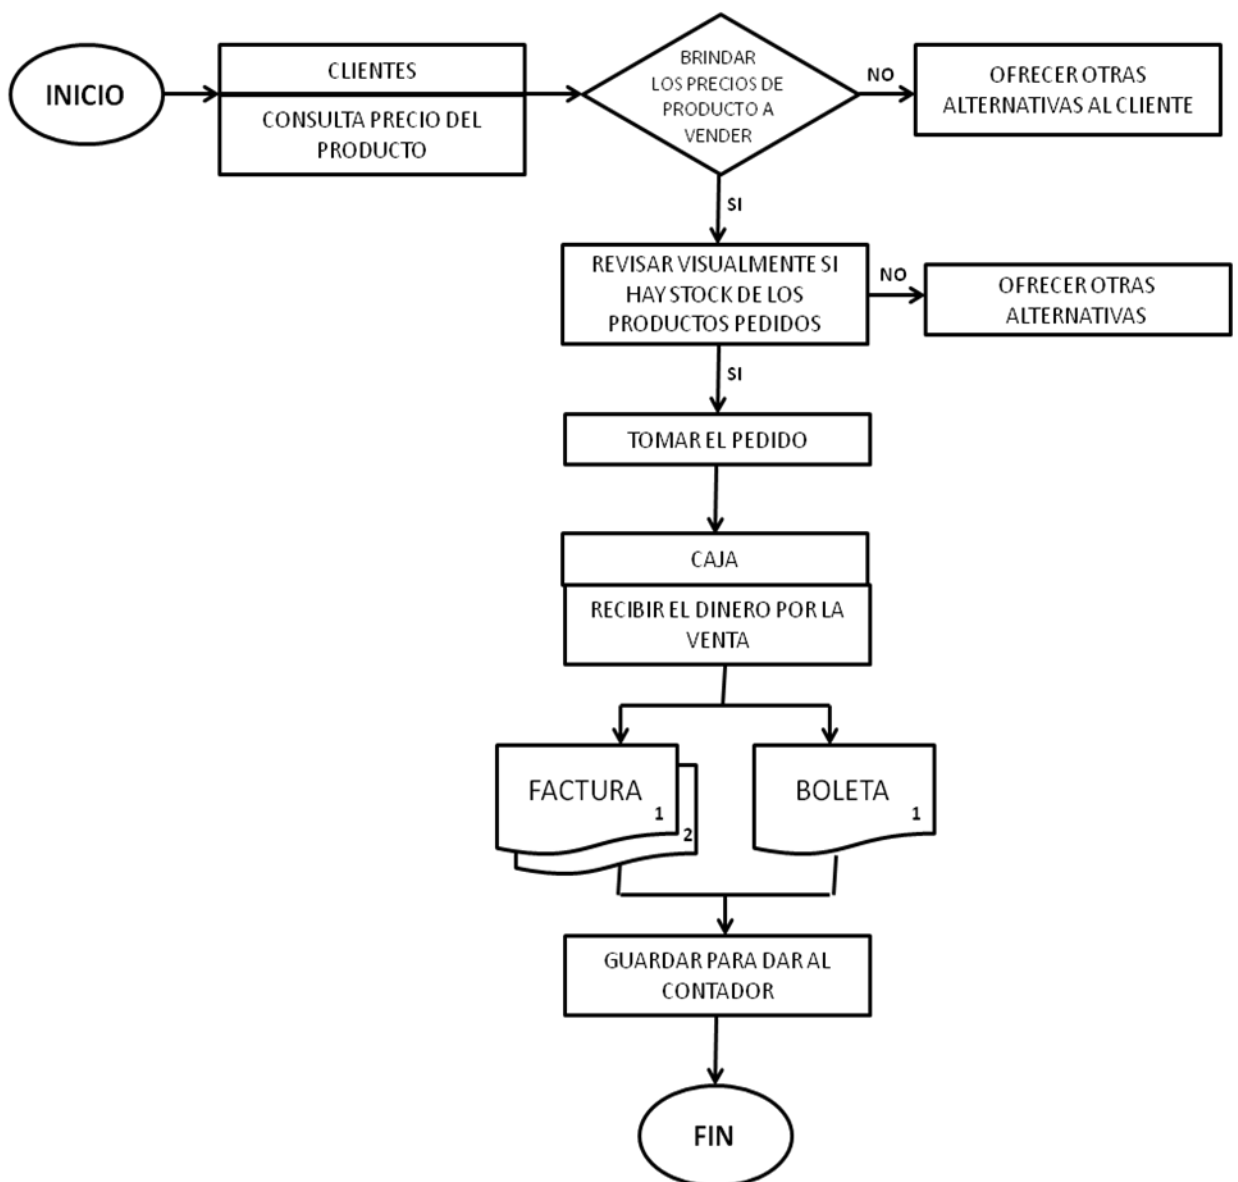 INICIO
CLIENTES
CONSULTA PRECIO DEL
PRODUCTO
BRINDAR
LOS PRECIOS DE
PRODUCTO A
VENDER
NO
OFRECER OTRAS
ALTERNATIVAS AL CLIENTE
SI
REVISAR VISUALMENTE SI
HAY STOCK DE LOS
PRODUCTOS PEDIDOS
NO
OFRECER OTRAS
ALTERNATIVAS
SI
TOMAR EL PEDIDO
CAJA
RECIBIR EL DINERO POR LA
VENTA
FACTURA
1
2
BOLETA
1
GUARDAR PARA DAR AL
CONTADOR
FIN